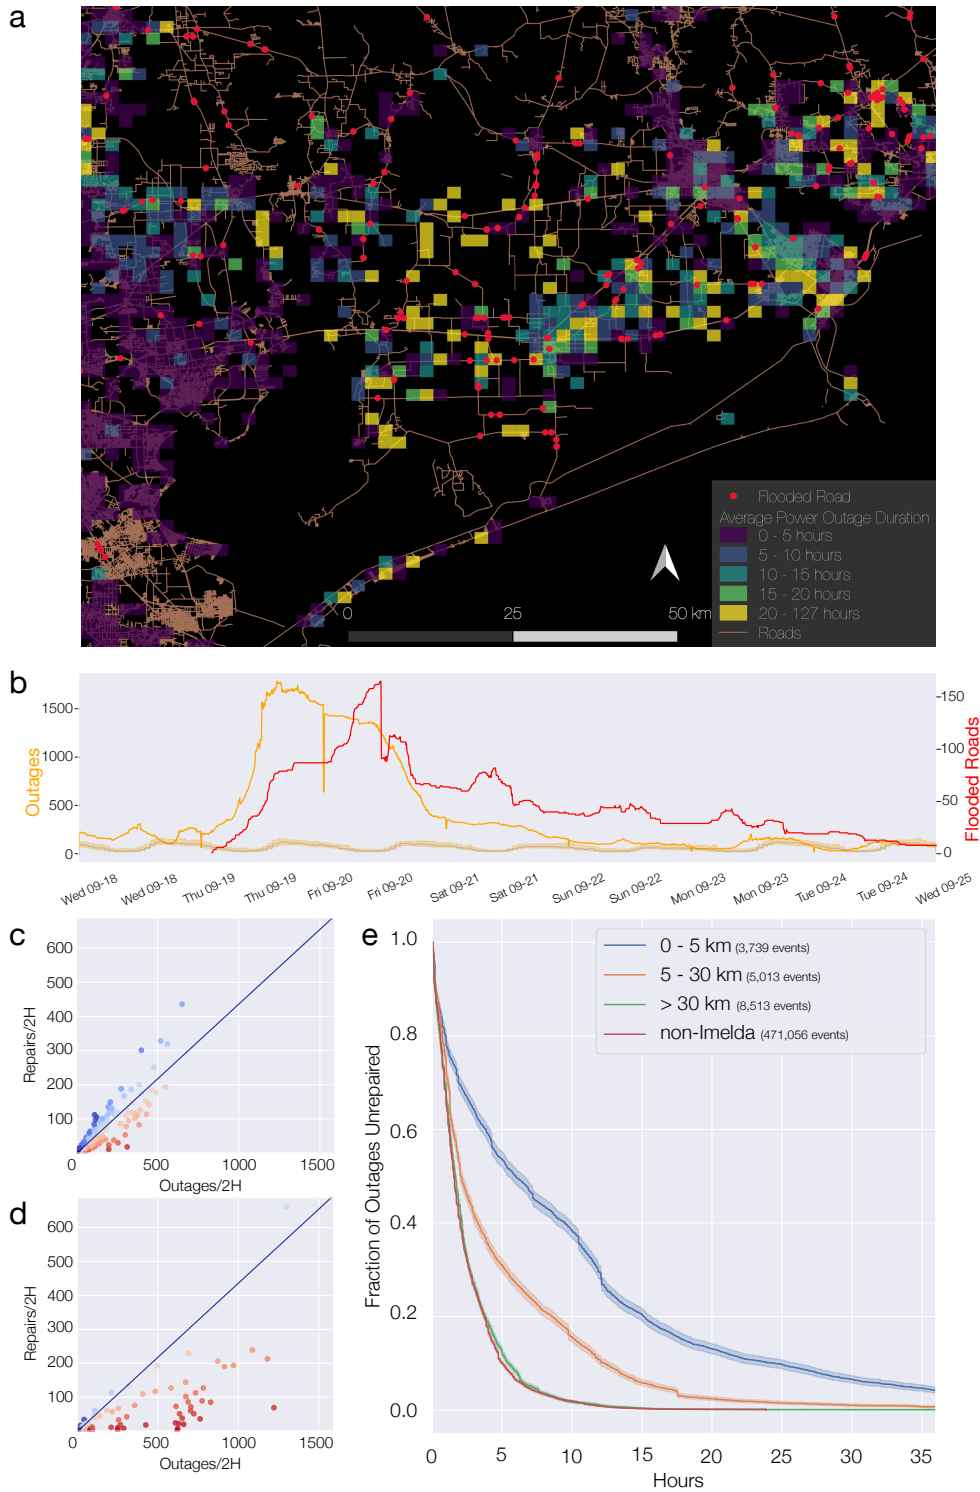 a
Flooded Road
Average Power Outage Duration
0 - 5 hours
5 - 10 hours
10 - 15 hours
15 - 20 hours
20 - 127 hours
Roads
0 25 50 km
b
Outages
1500
1000
500
0
Flooded Roads
150
100
50
0
Wed 09-18 Wed 09-18 Thu 09-19 Thu 09-19 Fri 09-20 Fri 09-20 Sat 09-21 Sat 09-21 Sun 09-22 Sun 09-22 Mon 09-23 Mon 09-23 Tue 09-24 Tue 09-24 Wed 09-25
c
Repairs/2H
600
500
400
300
200
100
0 500 1000 1500
Outages/2H
d
Repairs/2H
600
500
400
300
200
100
0 500 1000 1500
Outages/2H
e
Fraction of Outages Unrepaired
1.0
0.8
0.6
0.4
0.2
0.0
0 - 5 km (3,739 events)
5 - 30 km (5,013 events)
> 30 km (8,513 events)
non-Imelda (471,056 events)
0 5 10 15 20 25 30 35
Hours